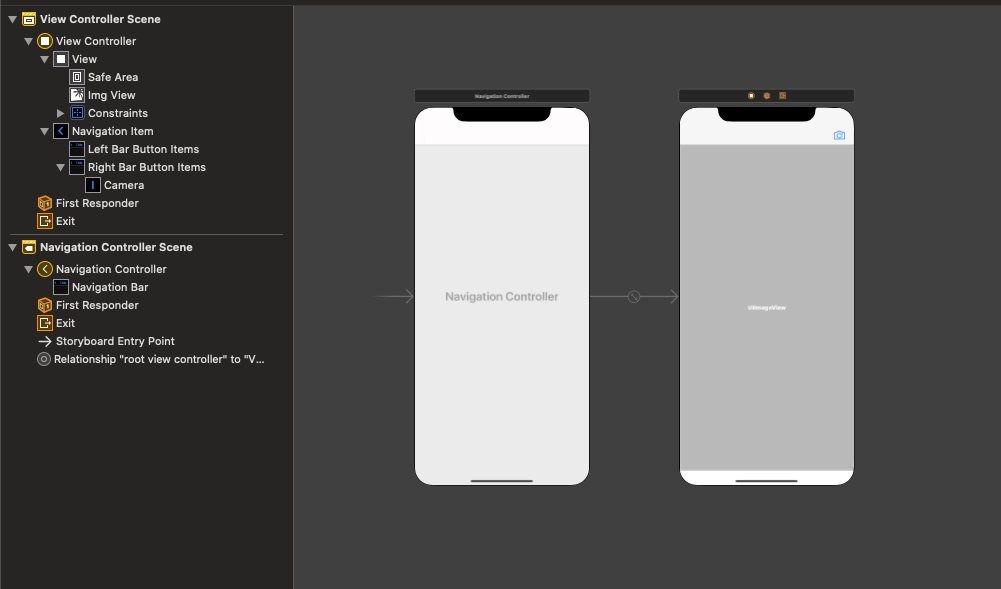 View Controller Scene
View Controller
View
Safe Area
Img View
Constraints
Navigation Item
Left Bar Button Items
Right Bar Button Items
Camera
First Responder
Exit
Navigation Controller Scene
Navigation Controller
Navigation Bar
First Responder
Exit
Storyboard Entry Point
Relationship "root view controller" to "V...
Navigation Controller
Navigation Controller
UIImageView